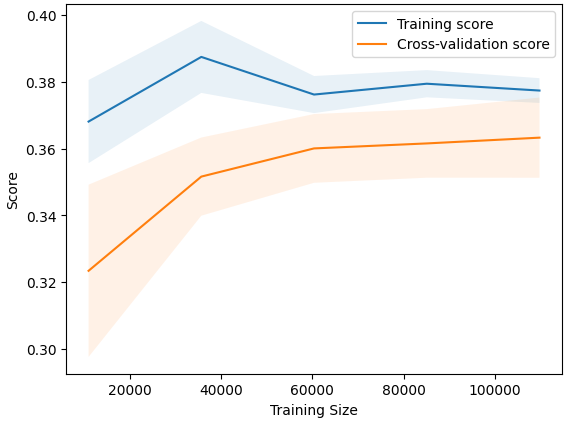 0.40
0.38
0.36
0.34
0.32
0.30
Score
Training score
Cross-validation score
20000 40000 60000 80000 100000
Training Size